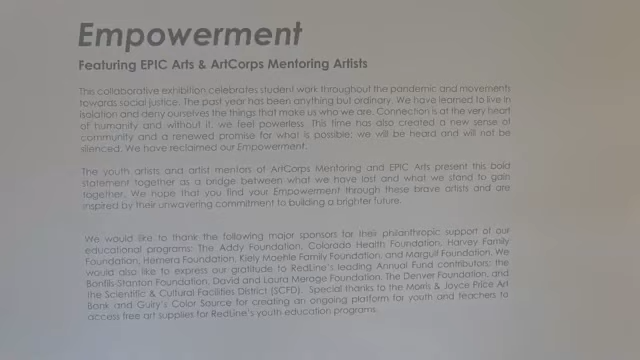 Empowerment
Featuring EPIC Arts & ArtCorps Mentoring Artists
This collaborative exhibition celebrates student work throughout the pandemic and movements
towards social justice. The past year has been anything but ordinary. We have learned to live in
isolation and deny ourselves the things that make us who we are. Connection is at the very heart
of humanity and without it, we feel powerless. This time has also created a new sense of
community and a renewed promise for what is possible; we will be heard and will not be
silenced. We have reclaimed our Empowerment.
The youth artists and artist mentors of ArtCorps Mentoring and EPIC Arts present this bold
statement together as a bridge between what we have lost and what we stand to gain
together. We hope that you find your Empowerment through these brave artists and are
inspired by their unwavering commitment to building a brighter future.
We would like to thank the following major sponsors for their philanthropic support of our
educational programs: The Addy Foundation, Colorado Health Foundation, Harvey Family
Foundation, Hemera Foundation, Kiely Maehle Family Foundation, and Margulf Foundation. We
would also like to express our gratitude to RedLine's leading Annual Fund contributors: the
Bonfils-Stanton Foundation, David and Laura Merage Foundation, The Denver Foundation, and
the Scientific & Cultural Facilities District (SCFD). Special thanks to the Morris & Joyce Price Art
Bank and Guiry's Color Source for creating an ongoing platform for youth and teachers to
access free art supplies for RedLine's youth education programs.